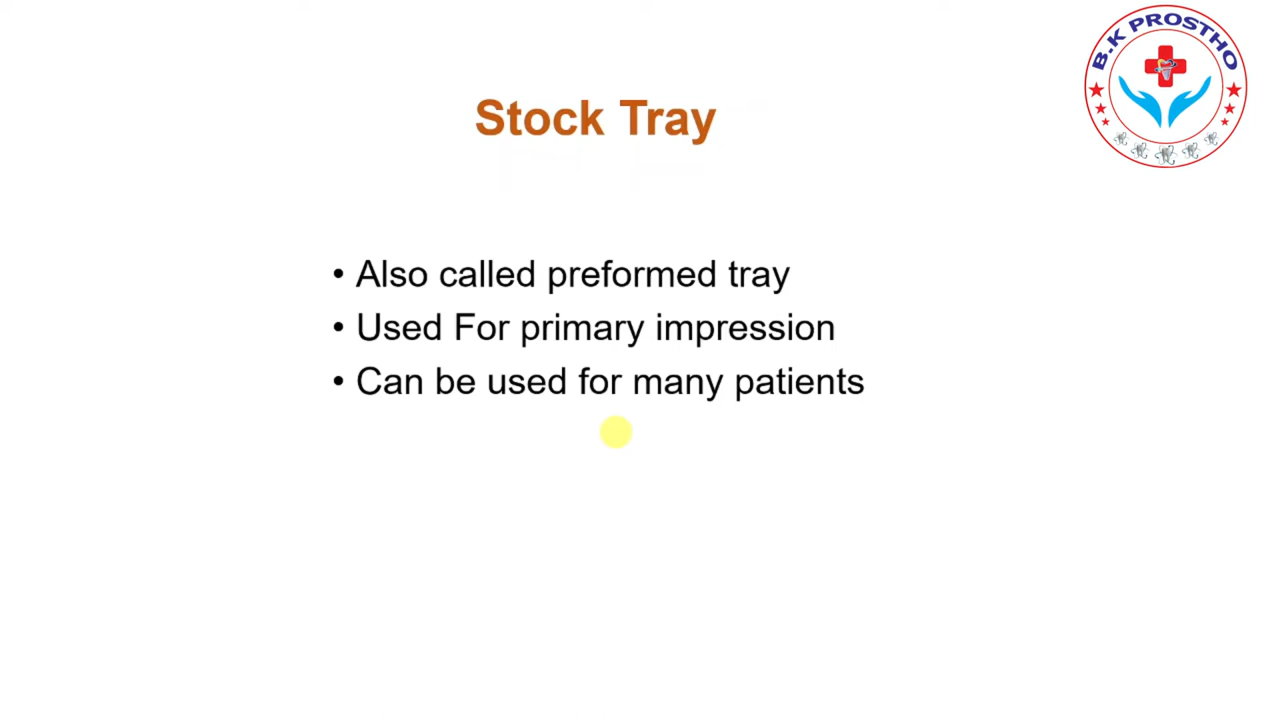 B.K PROSTHO
Stock Tray
• Also called preformed tray
• Used For primary impression
• Can be used for many patients